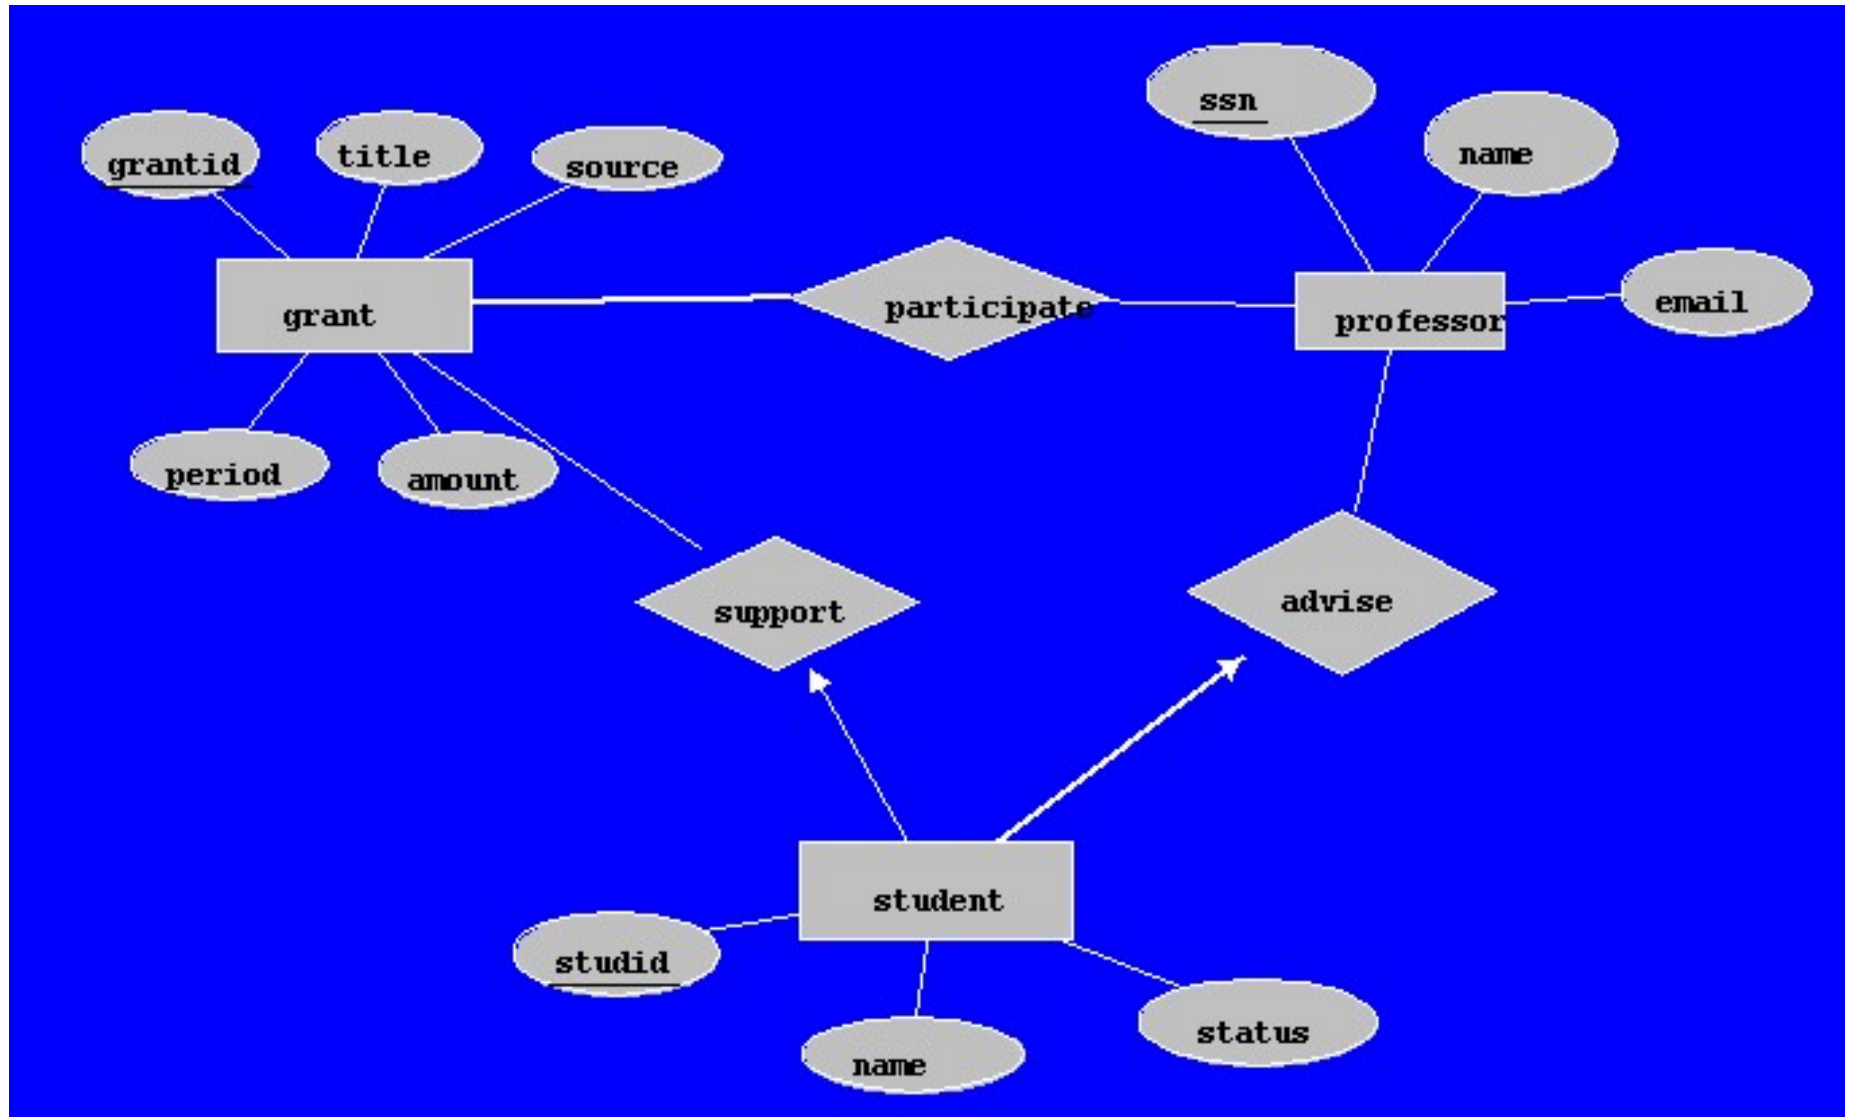 ssn
name
grantid
title
source
email
grant
participate
professor
period
amount
support
advise
student
studid
name
status